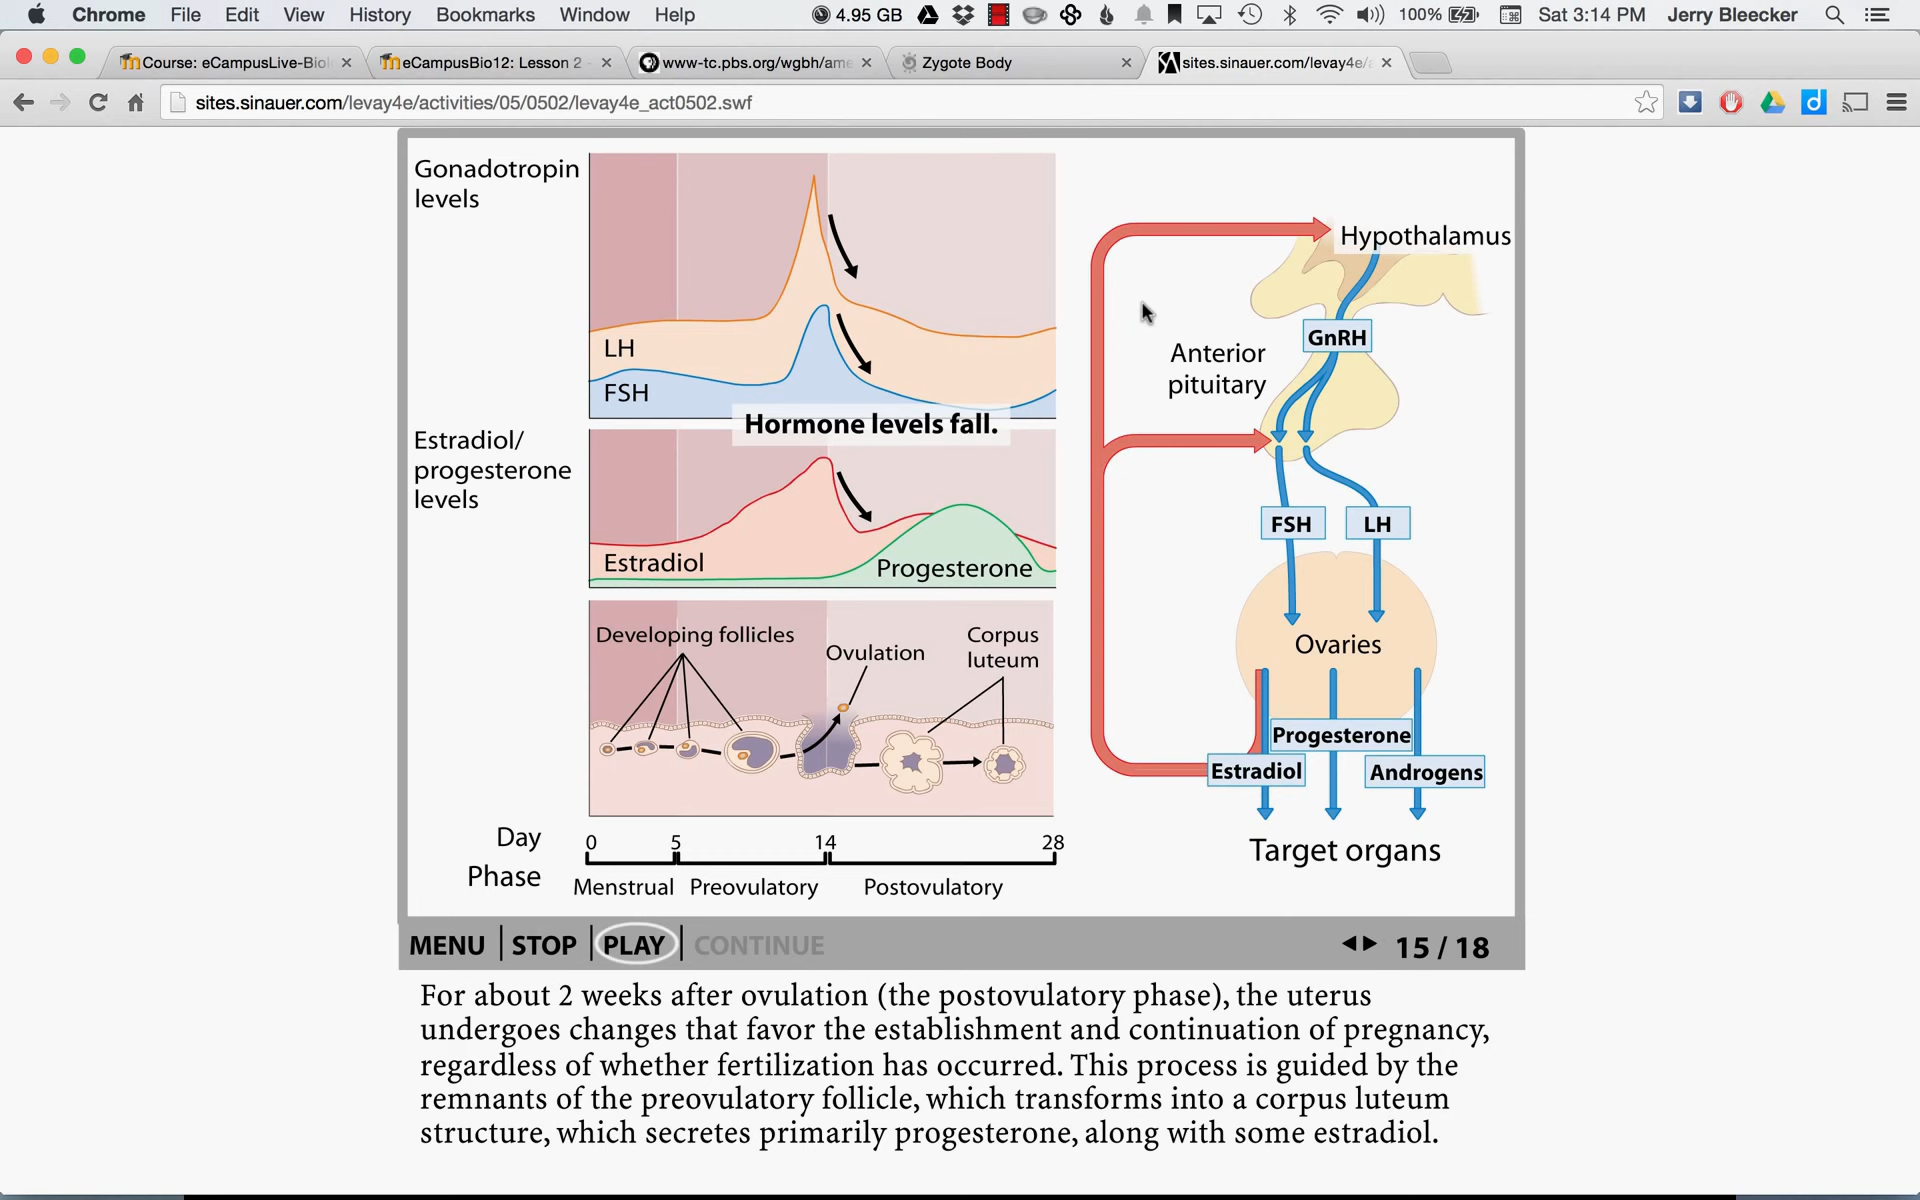 Chrome File Edit View History Bookmarks Window Help 4.95 GB 100% Sat 3:14 PM Jerry Bleecker
Course: eCampusLive-Biol eCampusBio12: Lesson 2 - www-tc.pbs.org/wgbh/ame Zygote Body sites.sinauer.com/levay4e/a
sites.sinauer.com/levay4e/activities/05/0502/levay4e_act0502.swf
Gonadotropin
levels
LH
FSH
Hormone levels fall.
Estradiol/
progesterone
levels
Estradiol
Progesterone
Developing follicles
Ovulation
Corpus
luteum
Day 0 5 14 28
Phase Menstrual Preovulatory Postovulatory
Hypothalamus
GnRH
Anterior
pituitary
FSH LH
Ovaries
Progesterone
Estradiol Androgens
Target organs
MENU STOP PLAY CONTINUE 15 / 18
For about 2 weeks after ovulation (the postovulatory phase), the uterus
undergoes changes that favor the establishment and continuation of pregnancy,
regardless of whether fertilization has occurred. This process is guided by the
remnants of the preovulatory follicle, which transforms into a corpus luteum
structure, which secretes primarily progesterone, along with some estradiol.